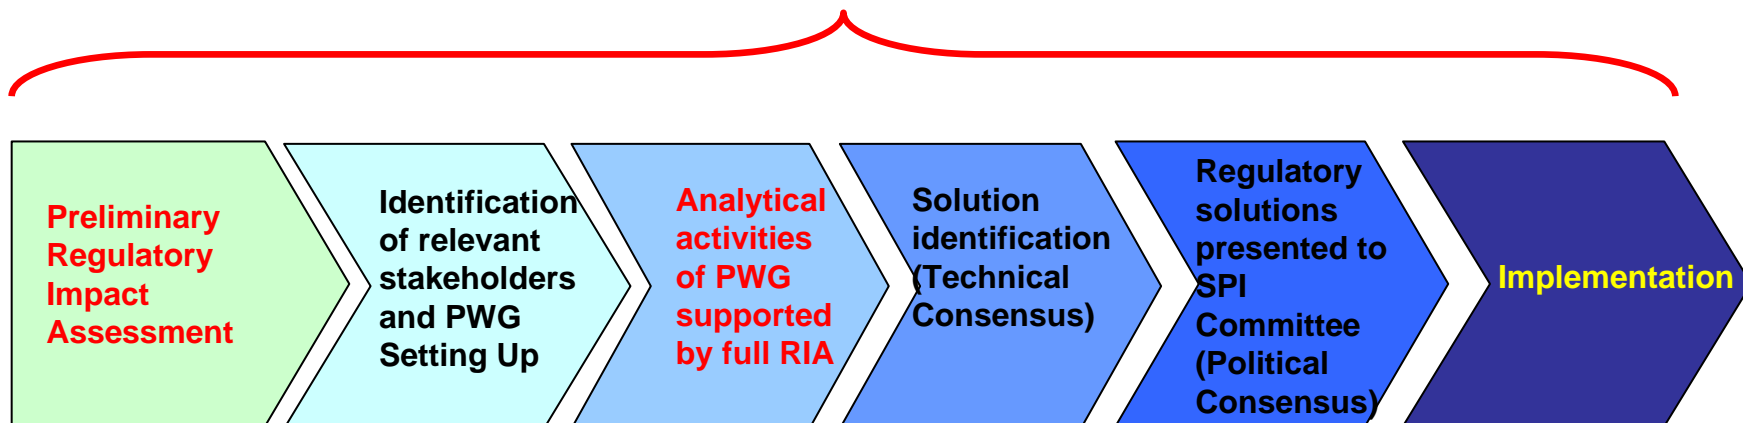 Preliminary
Regulatory
Impact
Assessment
Identification
of relevant
stakeholders
and PWG
Setting Up
Analytical
activities
of PWG
supported
by full RIA
Solution
identification
(Technical
Consensus)
Regulatory
solutions
presented to
SPI
Committee
(Political
Consensus)
Implementation